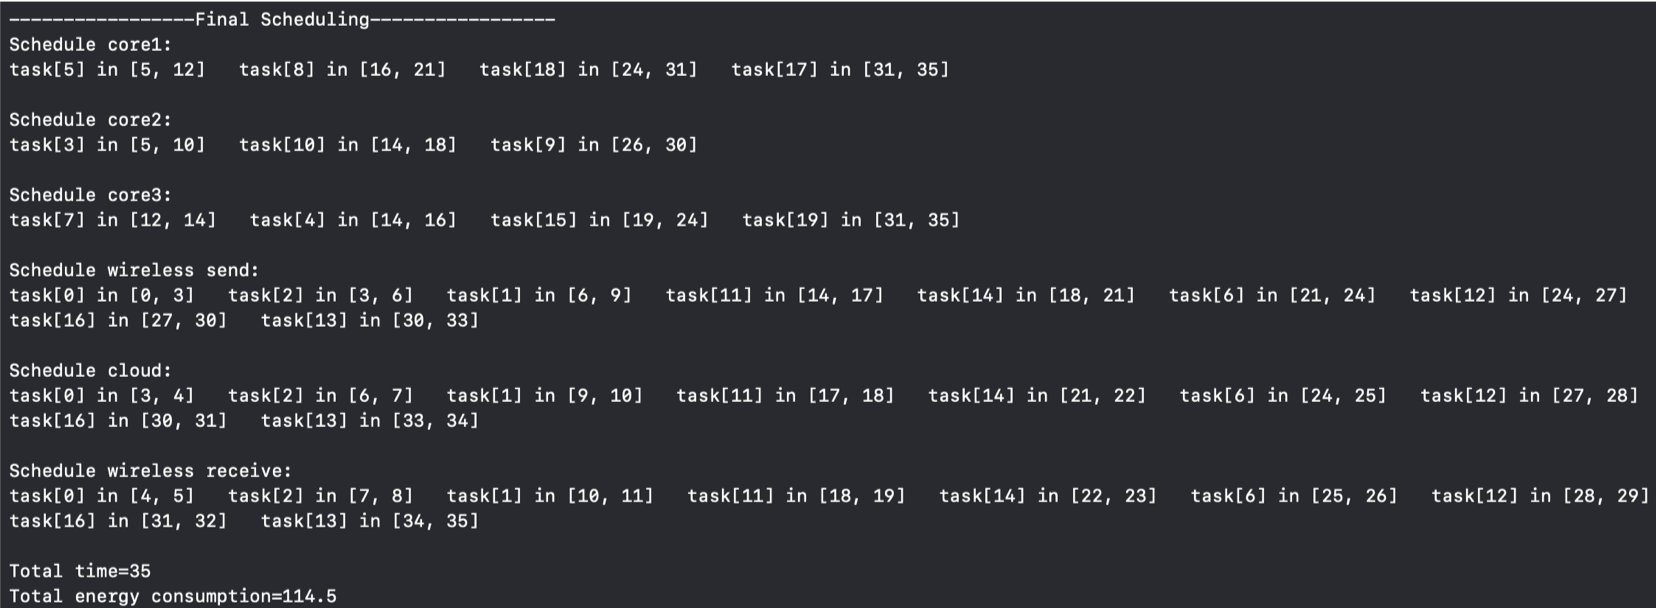 -----------------Final Scheduling-----------------
Schedule core1:
task[5] in [5, 12]   task[8] in [16, 21]   task[18] in [24, 31]   task[17] in [31, 35]
Schedule core2:
task[3] in [5, 10]   task[10] in [14, 18]   task[9] in [26, 30]
Schedule core3:
task[7] in [12, 14]   task[4] in [14, 16]   task[15] in [19, 24]   task[19] in [31, 35]
Schedule wireless send:
task[0] in [0, 3]   task[2] in [3, 6]   task[1] in [6, 9]   task[11] in [14, 17]   task[14] in [18, 21]   task[6] in [21, 24]   task[12] in [24, 27]
task[16] in [27, 30]   task[13] in [30, 33]
Schedule cloud:
task[0] in [3, 4]   task[2] in [6, 7]   task[1] in [9, 10]   task[11] in [17, 18]   task[14] in [21, 22]   task[6] in [24, 25]   task[12] in [27, 28]
task[16] in [30, 31]   task[13] in [33, 34]
Schedule wireless receive:
task[0] in [4, 5]   task[2] in [7, 8]   task[1] in [10, 11]   task[11] in [18, 19]   task[14] in [22, 23]   task[6] in [25, 26]   task[12] in [28, 29]
task[16] in [31, 32]   task[13] in [34, 35]
Total time=35
Total energy consumption=114.5